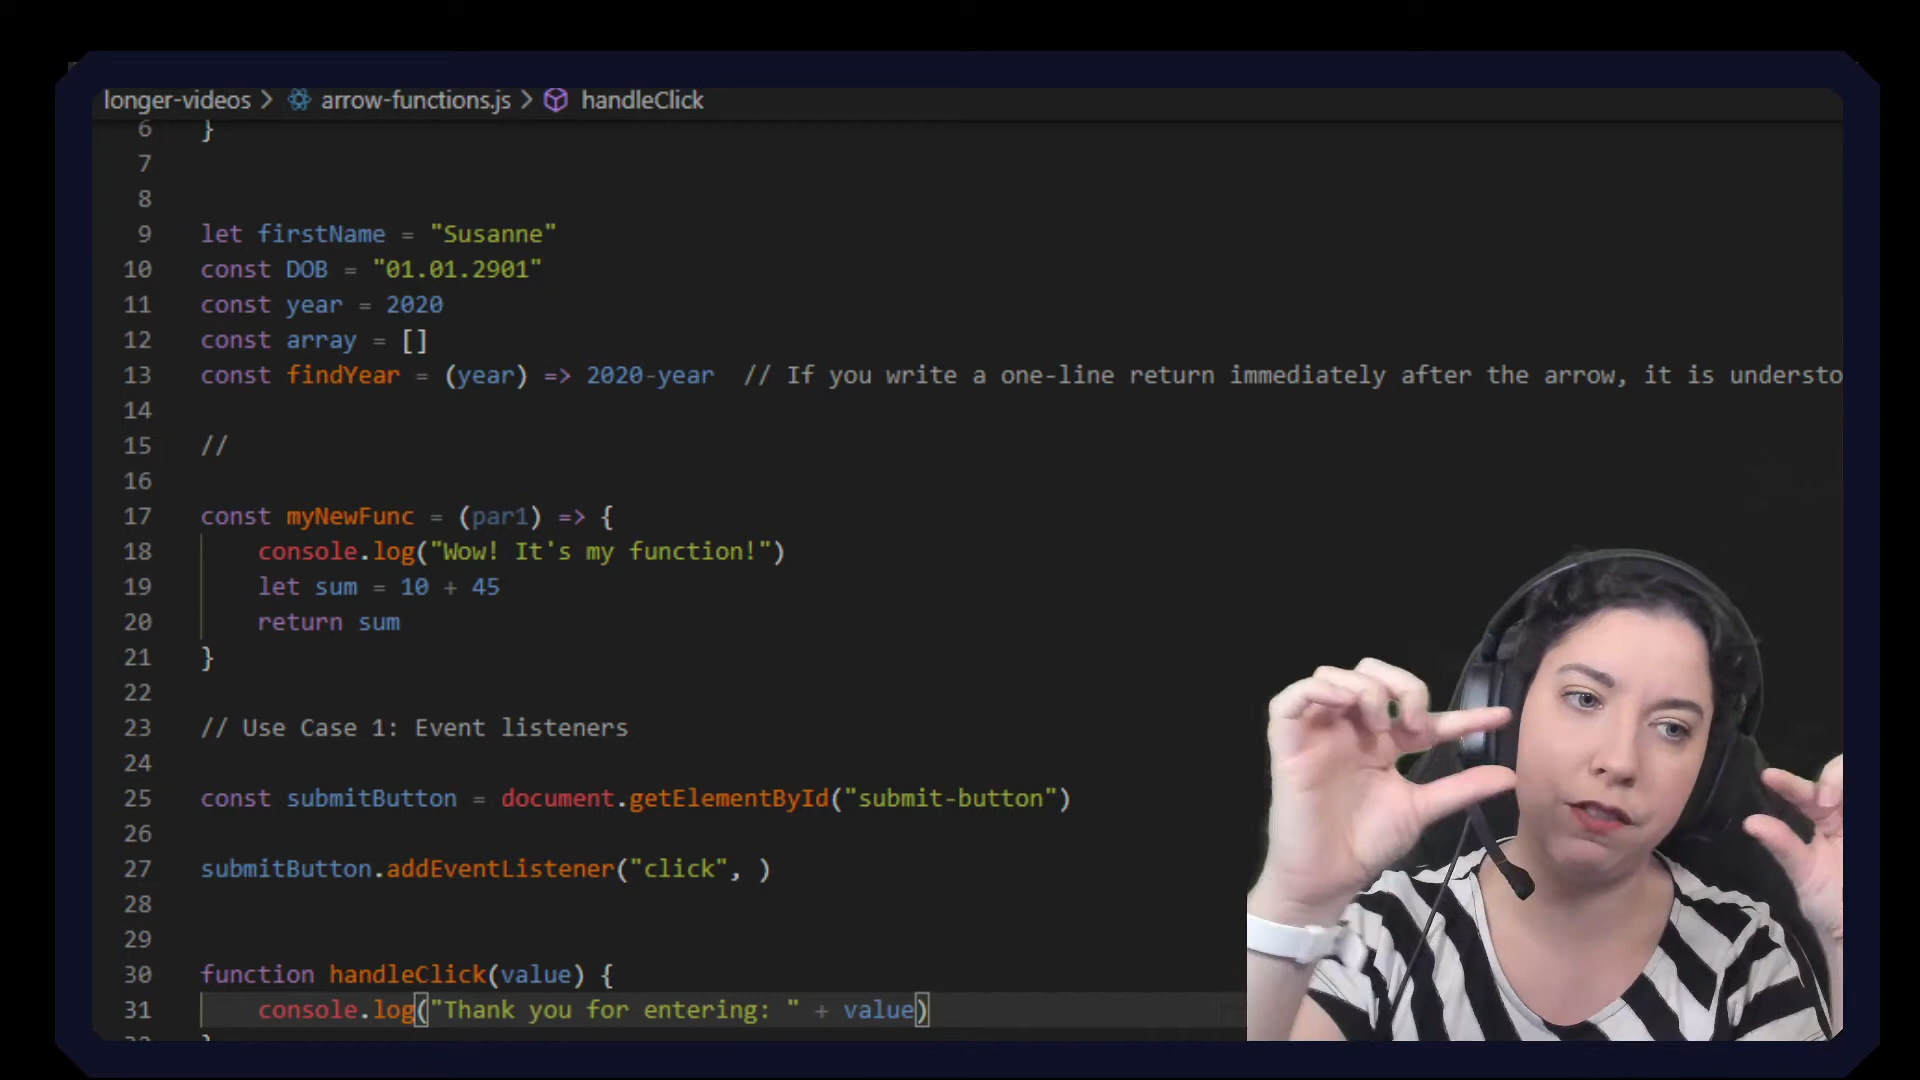 longer-videos > arrow-functions.js > handleClick
6 }
7
8
9 let firstName = "Susanne"
10 const DOB = "01.01.2901"
11 const year = 2020
12 const array = []
13 const findYear = (year) => 2020-year // If you write a one-line return immediately after the arrow, it is understo
14
15 //
16
17 const myNewFunc = (par1) => {
18 console.log("Wow! It's my function!")
19 let sum = 10 + 45
20 return sum
21 }
22
23 // Use Case 1: Event listeners
24
25 const submitButton = document.getElementById("submit-button")
26
27 submitButton.addEventListener("click", )
28
29
30 function handleClick(value) {
31 console.log("Thank you for entering: " + value)